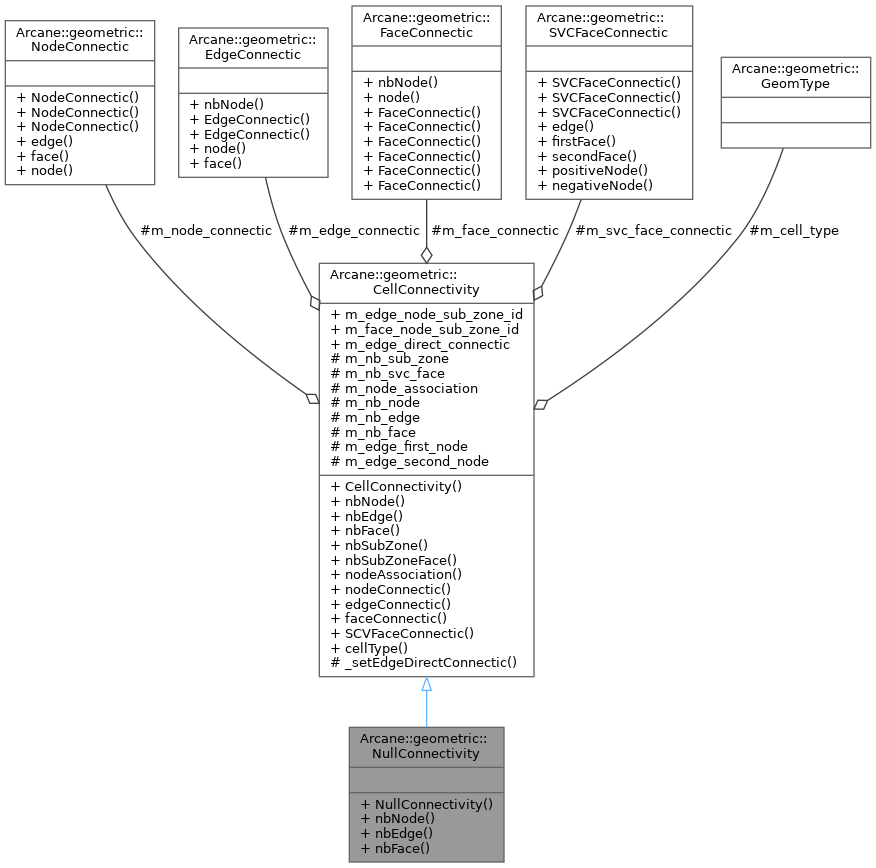 Arcane::geometric::
NodeConnectic
+ NodeConnectic()
+ NodeConnectic()
+ NodeConnectic()
+ edge()
+ face()
+ node()
Arcane::geometric::
EdgeConnectic
+ nbNode()
+ EdgeConnectic()
+ EdgeConnectic()
+ node()
+ face()
Arcane::geometric::
FaceConnectic
+ nbNode()
+ node()
+ FaceConnectic()
+ FaceConnectic()
+ FaceConnectic()
+ FaceConnectic()
+ FaceConnectic()
+ FaceConnectic()
Arcane::geometric::
SVCFaceConnectic
+ SVCFaceConnectic()
+ SVCFaceConnectic()
+ SVCFaceConnectic()
+ edge()
+ firstFace()
+ secondFace()
+ positiveNode()
+ negativeNode()
Arcane::geometric::
GeomType
#m_node_connectic
#m_edge_connectic
#m_face_connectic
#m_svc_face_connectic
#m_cell_type
Arcane::geometric::
CellConnectivity
+ m_edge_node_sub_zone_id
+ m_face_node_sub_zone_id
+ m_edge_direct_connectic
# m_nb_sub_zone
# m_nb_svc_face
# m_node_association
# m_nb_node
# m_nb_edge
# m_nb_face
# m_edge_first_node
# m_edge_second_node
+ CellConnectivity()
+ nbNode()
+ nbEdge()
+ nbFace()
+ nbSubZone()
+ nbSubZoneFace()
+ nodeAssociation()
+ nodeConnectic()
+ edgeConnectic()
+ faceConnectic()
+ SCVFaceConnectic()
+ cellType()
# _setEdgeDirectConnectic()
Arcane::geometric::
NullConnectivity
+ NullConnectivity()
+ nbNode()
+ nbEdge()
+ nbFace()